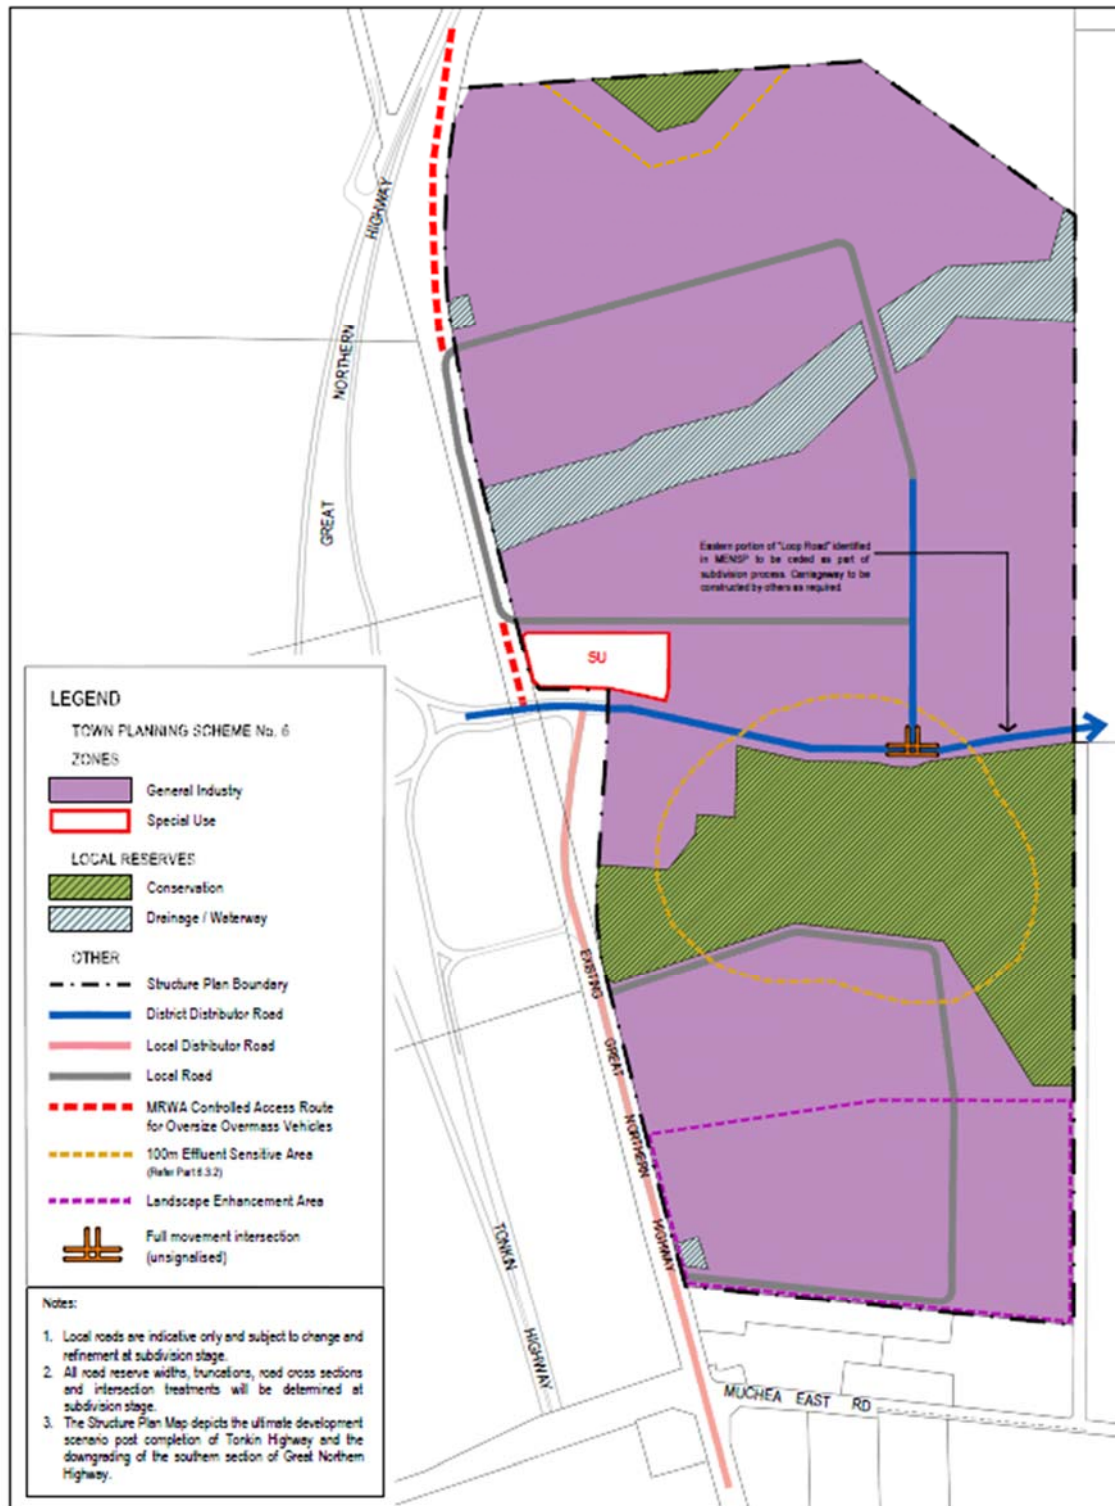 HIGHWAY
NORTHERN
GREAT
Eastern portion of "Loop Road" identified
in MENSP to be ceded as part of
subdivision process. Carriageway to be
constructed by others as required.
SU
LEGEND
TOWN PLANNING SCHEME No. 6
ZONES
General Industry
Special Use
LOCAL RESERVES
Conservation
Drainage / Waterway
OTHER
Structure Plan Boundary
District Distributor Road
Local Distributor Road
Local Road
MRWA Controlled Access Route
for Oversize Overmass Vehicles
100m Effluent Sensitive Area
(Refer Part 6.3.2)
Landscape Enhancement Area
Full movement intersection
(unsignalised)
EXISTING
GREAT
NORTHERN
HIGHWAY
TONKIN
HIGHWAY
MUCHEA EAST RD
Notes:
1. Local roads are indicative only and subject to change and
refinement at subdivision stage.
2. All road reserve widths, truncations, road cross sections
and intersection treatments will be determined at
subdivision stage.
3. The Structure Plan Map depicts the ultimate development
scenario post completion of Tonkin Highway and the
downgrading of the southern section of Great Northern
Highway.